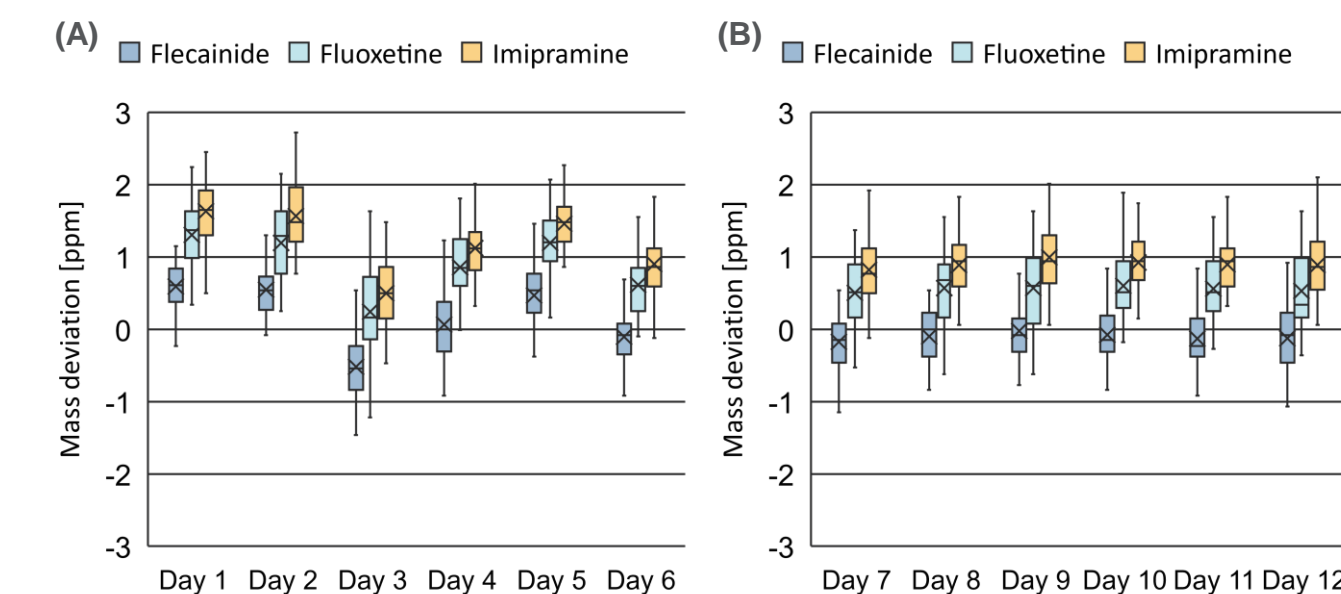 (A) Flecainide Fluoxetine Imipramine
3
2
1
0
-1
-2
-3
Mass deviation [ppm]
Day 1 Day 2 Day 3 Day 4 Day 5 Day 6
(B) Flecainide Fluoxetine Imipramine
3
2
1
0
-1
-2
-3
Mass deviation [ppm]
Day 7 Day 8 Day 9 Day 10 Day 11 Day 12